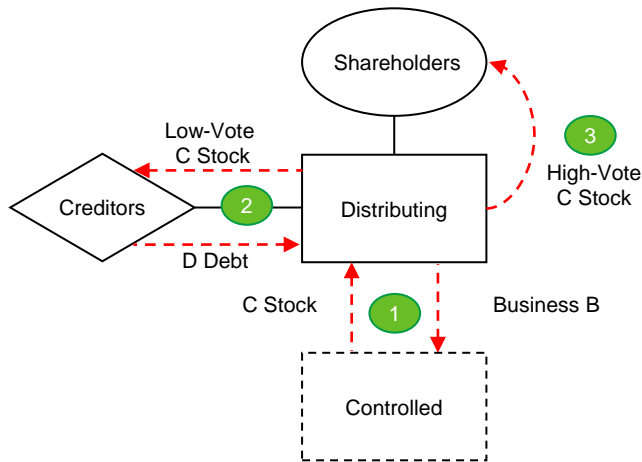 Shareholders
Low-Vote
C Stock
3
High-Vote
C Stock
Creditors
2
Distributing
D Debt
C Stock
1
Business B
Controlled